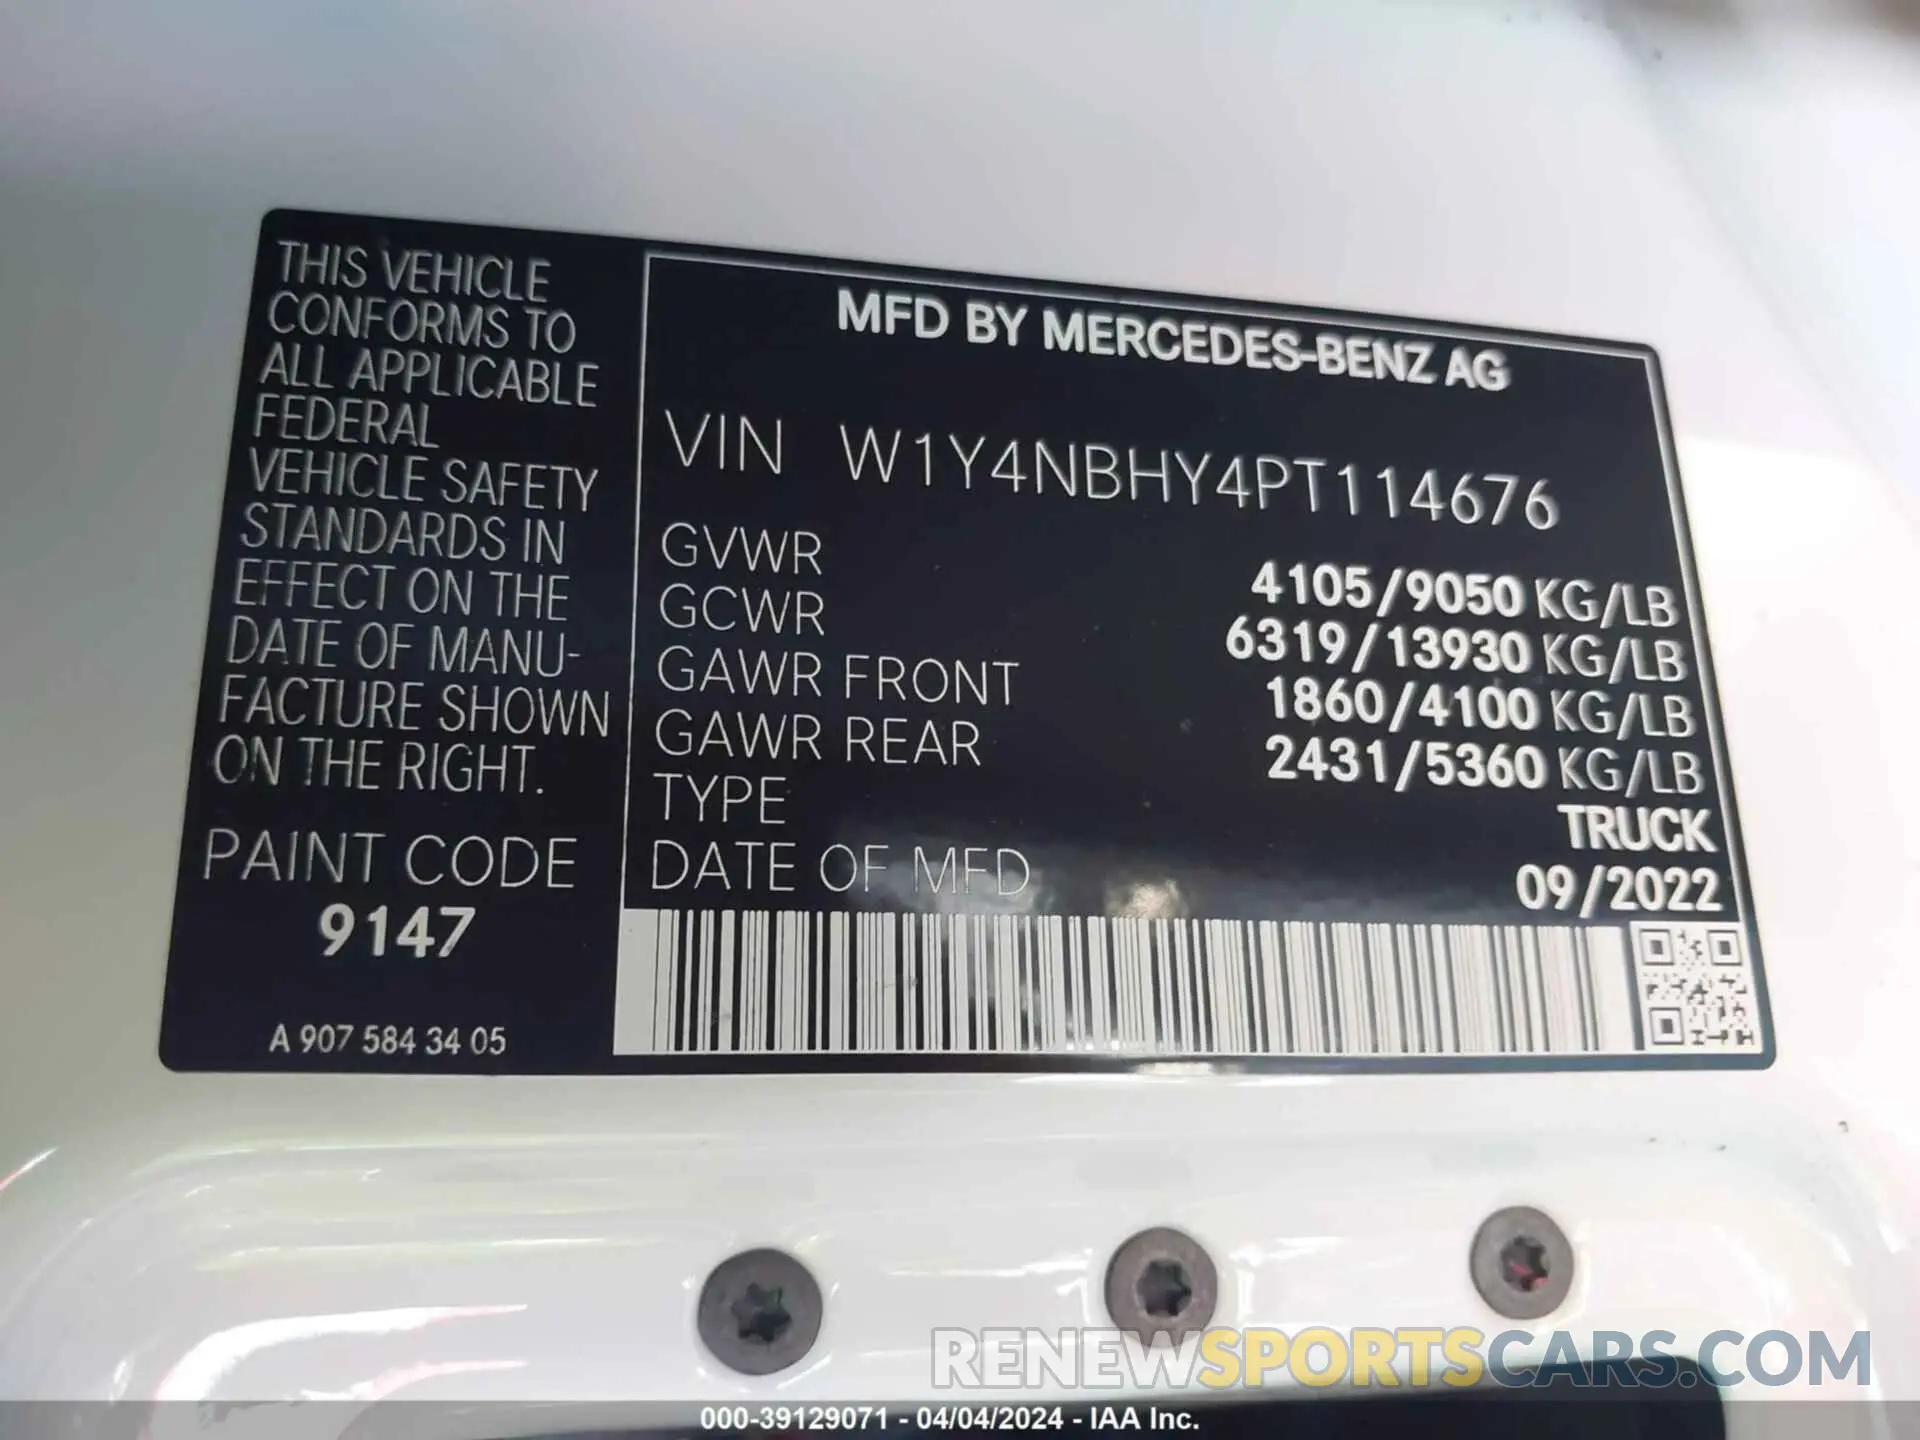 THIS VEHICLE
CONFORMS TO
ALL APPLICABLE
FEDERAL
VEHICLE SAFETY
STANDARDS IN
EFFECT ON THE
DATE OF MANU-
FACTURE SHOWN
ON THE RIGHT.
PAINT CODE
9147
A 907 584 34 05
MFD BY MERCEDES-BENZ AG
VIN W1Y4NBHY4PT114676
GVWR 4105/9050 KG/LB
GCWR 6319/13930 KG/LB
GAWR FRONT 1860/4100 KG/LB
GAWR REAR 2431/5360 KG/LB
TYPE TRUCK
DATE OF MFD 09/2022
RENEWSPORTSCARS.COM
000-39129071 - 04/04/2024 - IAA Inc.